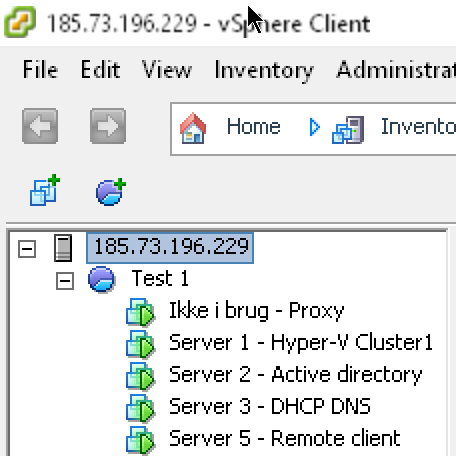 185.73.196.229 - vSphere Client
File Edit View Inventory Administrat
Home Invento
185.73.196.229
Test 1
Ikke i brug - Proxy
Server 1 - Hyper-V Cluster1
Server 2 - Active directory
Server 3 - DHCP DNS
Server 5 - Remote client